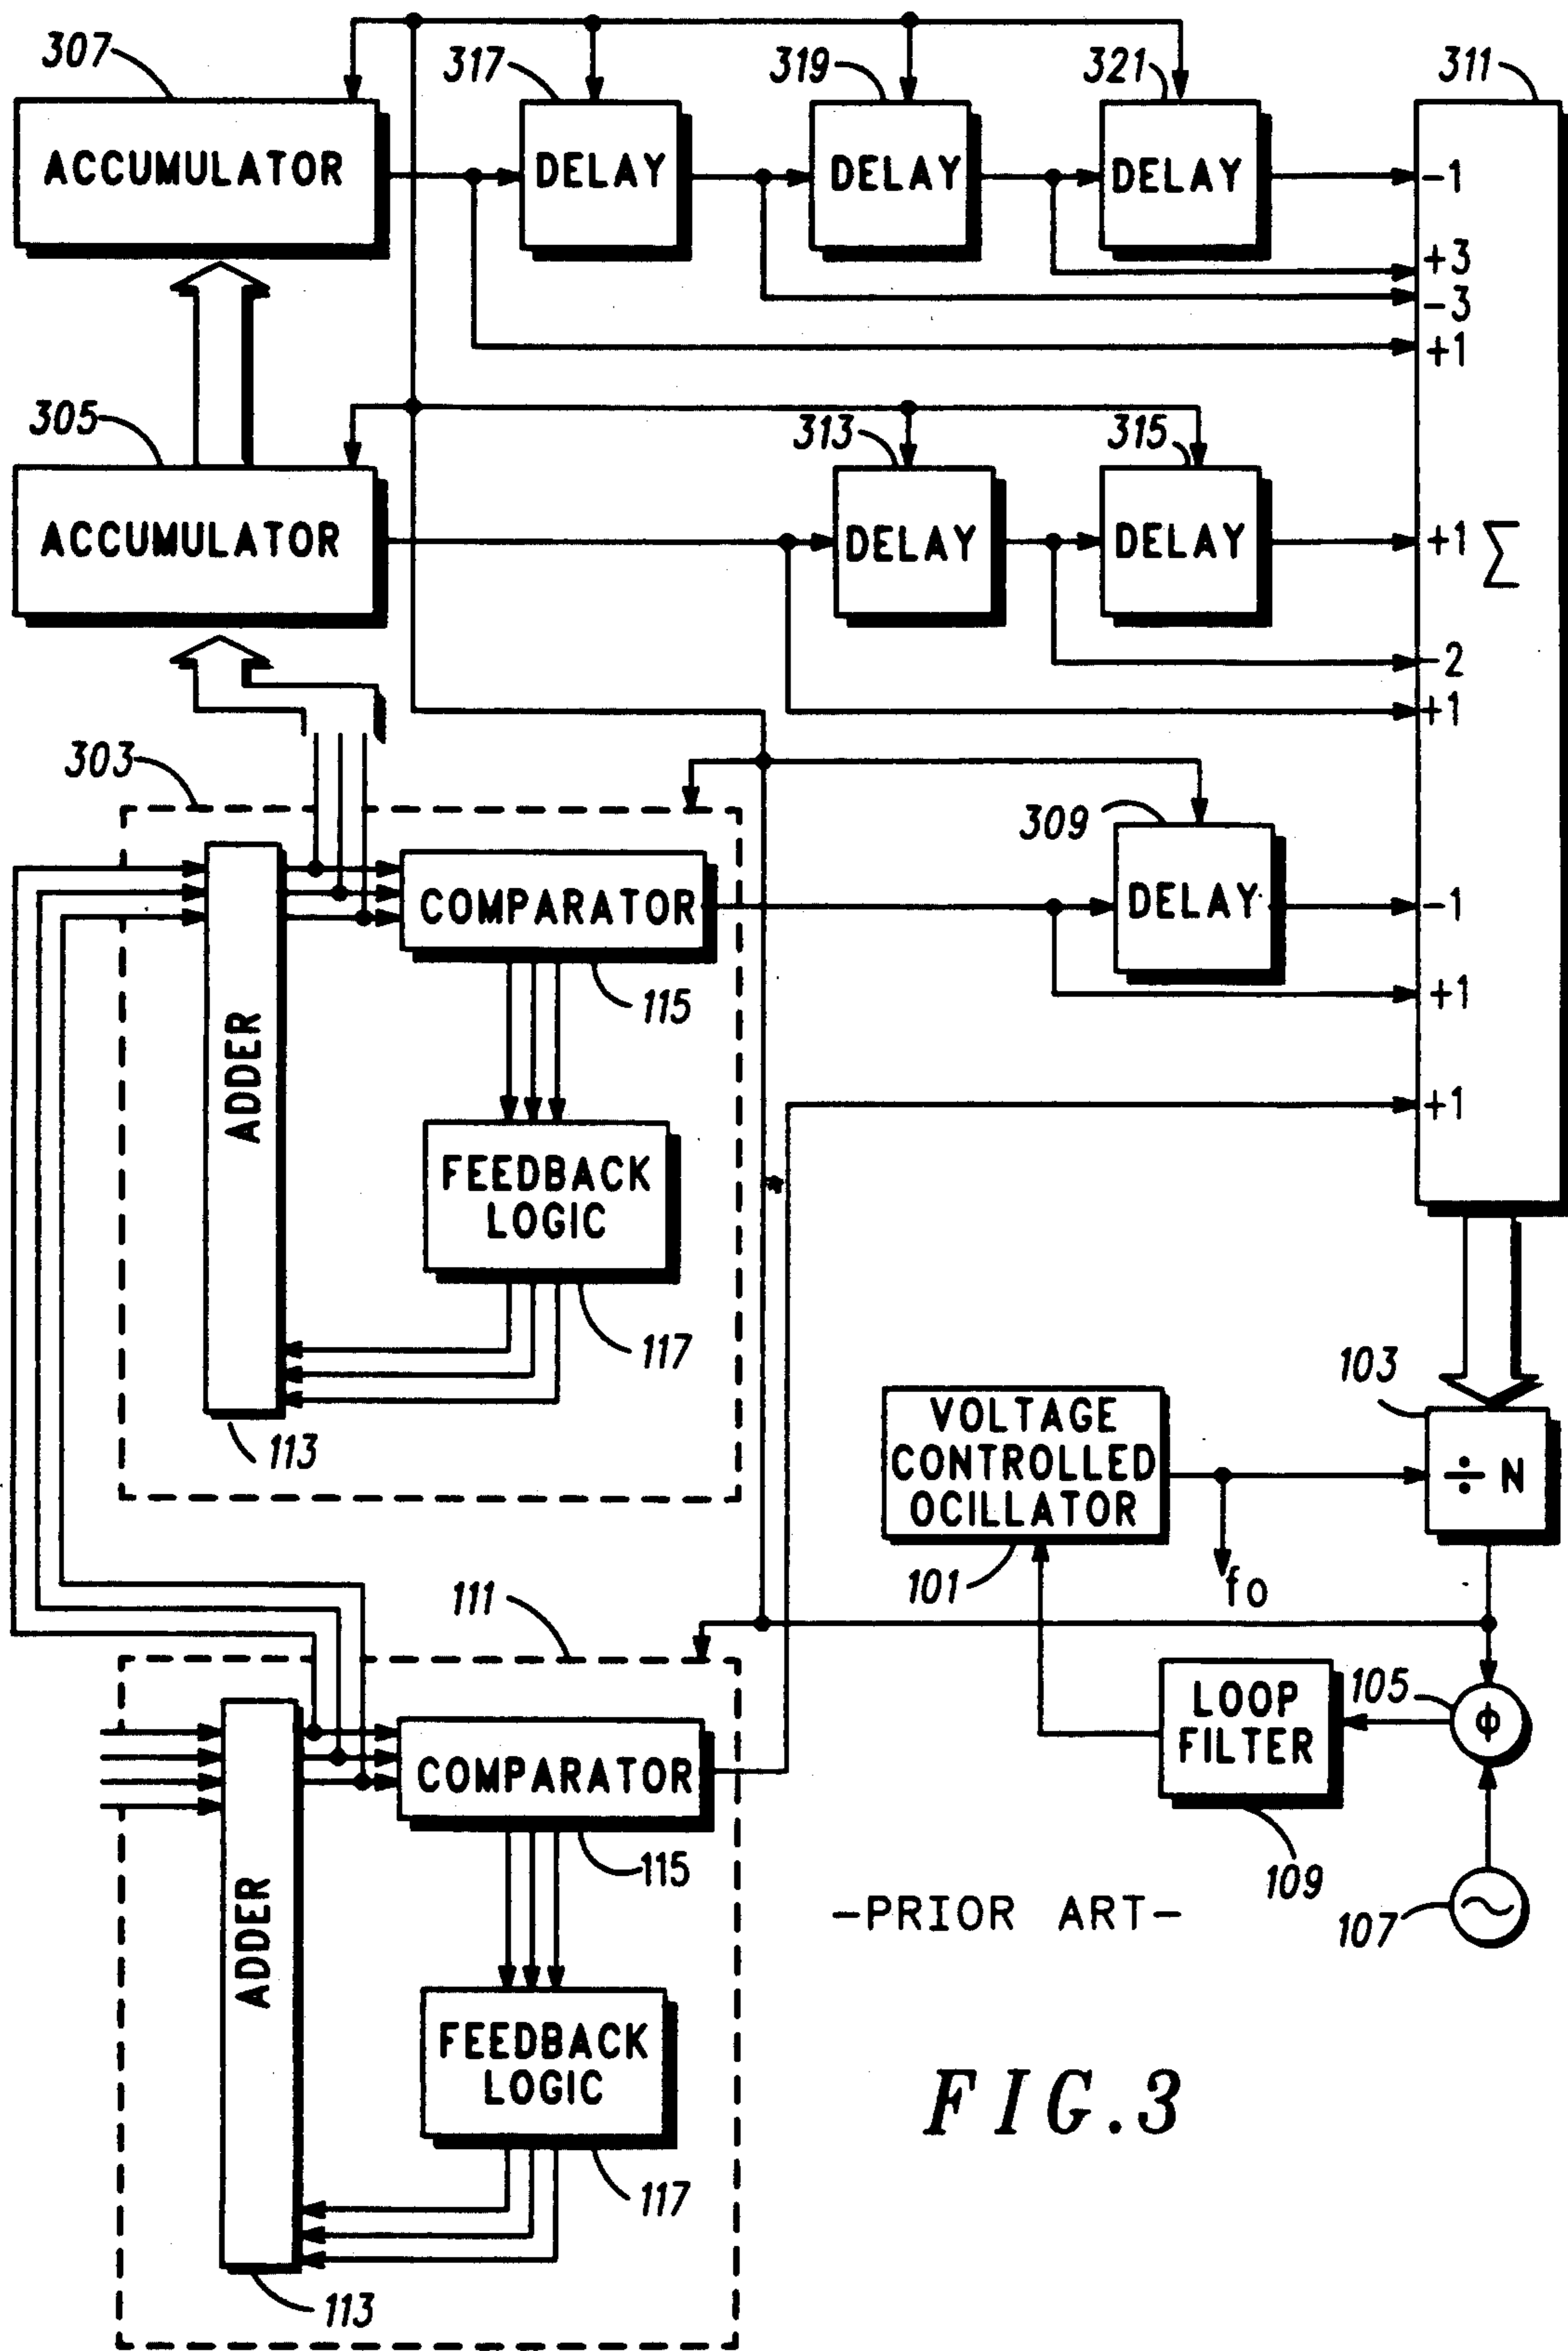 307
317
319
321
311
ACCUMULATOR
DELAY
DELAY
DELAY
-1
+3
-3
+1
305
313
315
ACCUMULATOR
DELAY
DELAY
+1
Σ
-2
+1
303
309
COMPARATOR
DELAY
-1
115
+1
ADDER
+1
FEEDBACK
LOGIC
117
113
103
VOLTAGE
CONTROLLED
OCILLATOR
÷ N
101
fo
111
LOOP
FILTER
105
ϕ
COMPARATOR
115
109
107
-PRIOR ART-
ADDER
FEEDBACK
LOGIC
117
113
FIG.3